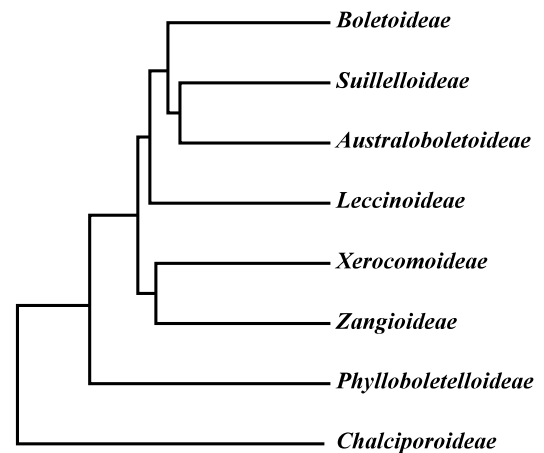 Boletoideae
Suillelloideae
Australoboletoideae
Leccinoideae
Xerocomoideae
Zangioideae
Phylloboletelloideae
Chalciporoideae